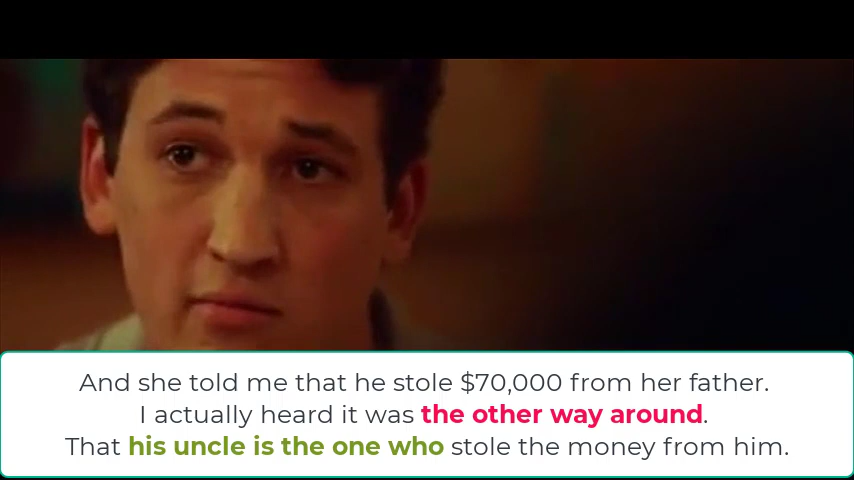 And she told me that he stole $70,000 from her father.
I actually heard it was the other way around.
That his uncle is the one who stole the money from him.